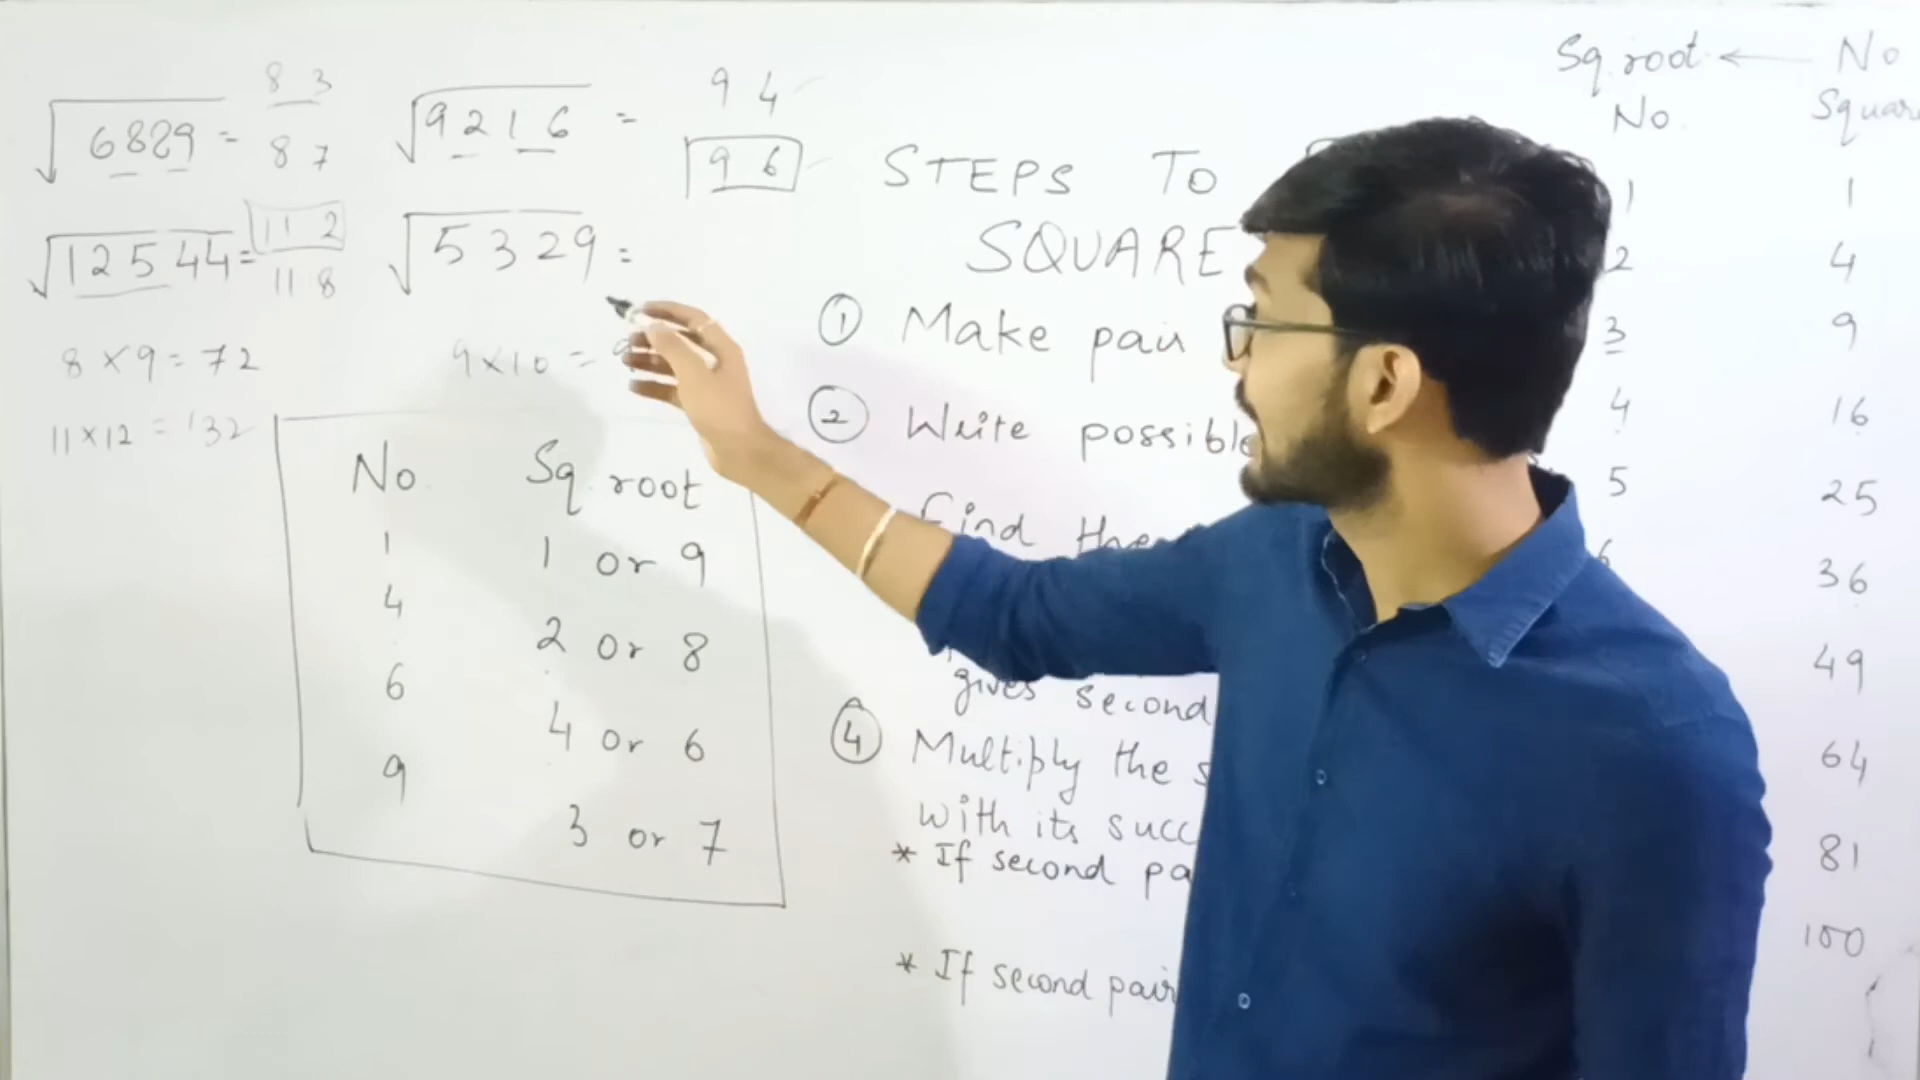 √6889 = 8 3
8 7
√9216 = 9 4
9 6
√12544 = 11 2
11 8
√5329 =
8 × 9 = 72
9 × 10 = 9
11 × 12 = 132
No Sq. root
1 1 or 9
4 2 or 8
6 4 or 6
9 3 or 7
STEPS TO
SQUARE
① Make pair
② Write possible
Find the
gives second
④ Multiply the s
with its succ
* If second pa
* If second pair
Sq. root ← No
No. Square
1 1
2 4
3 9
4 16
5 25
6 36
49
64
81
100